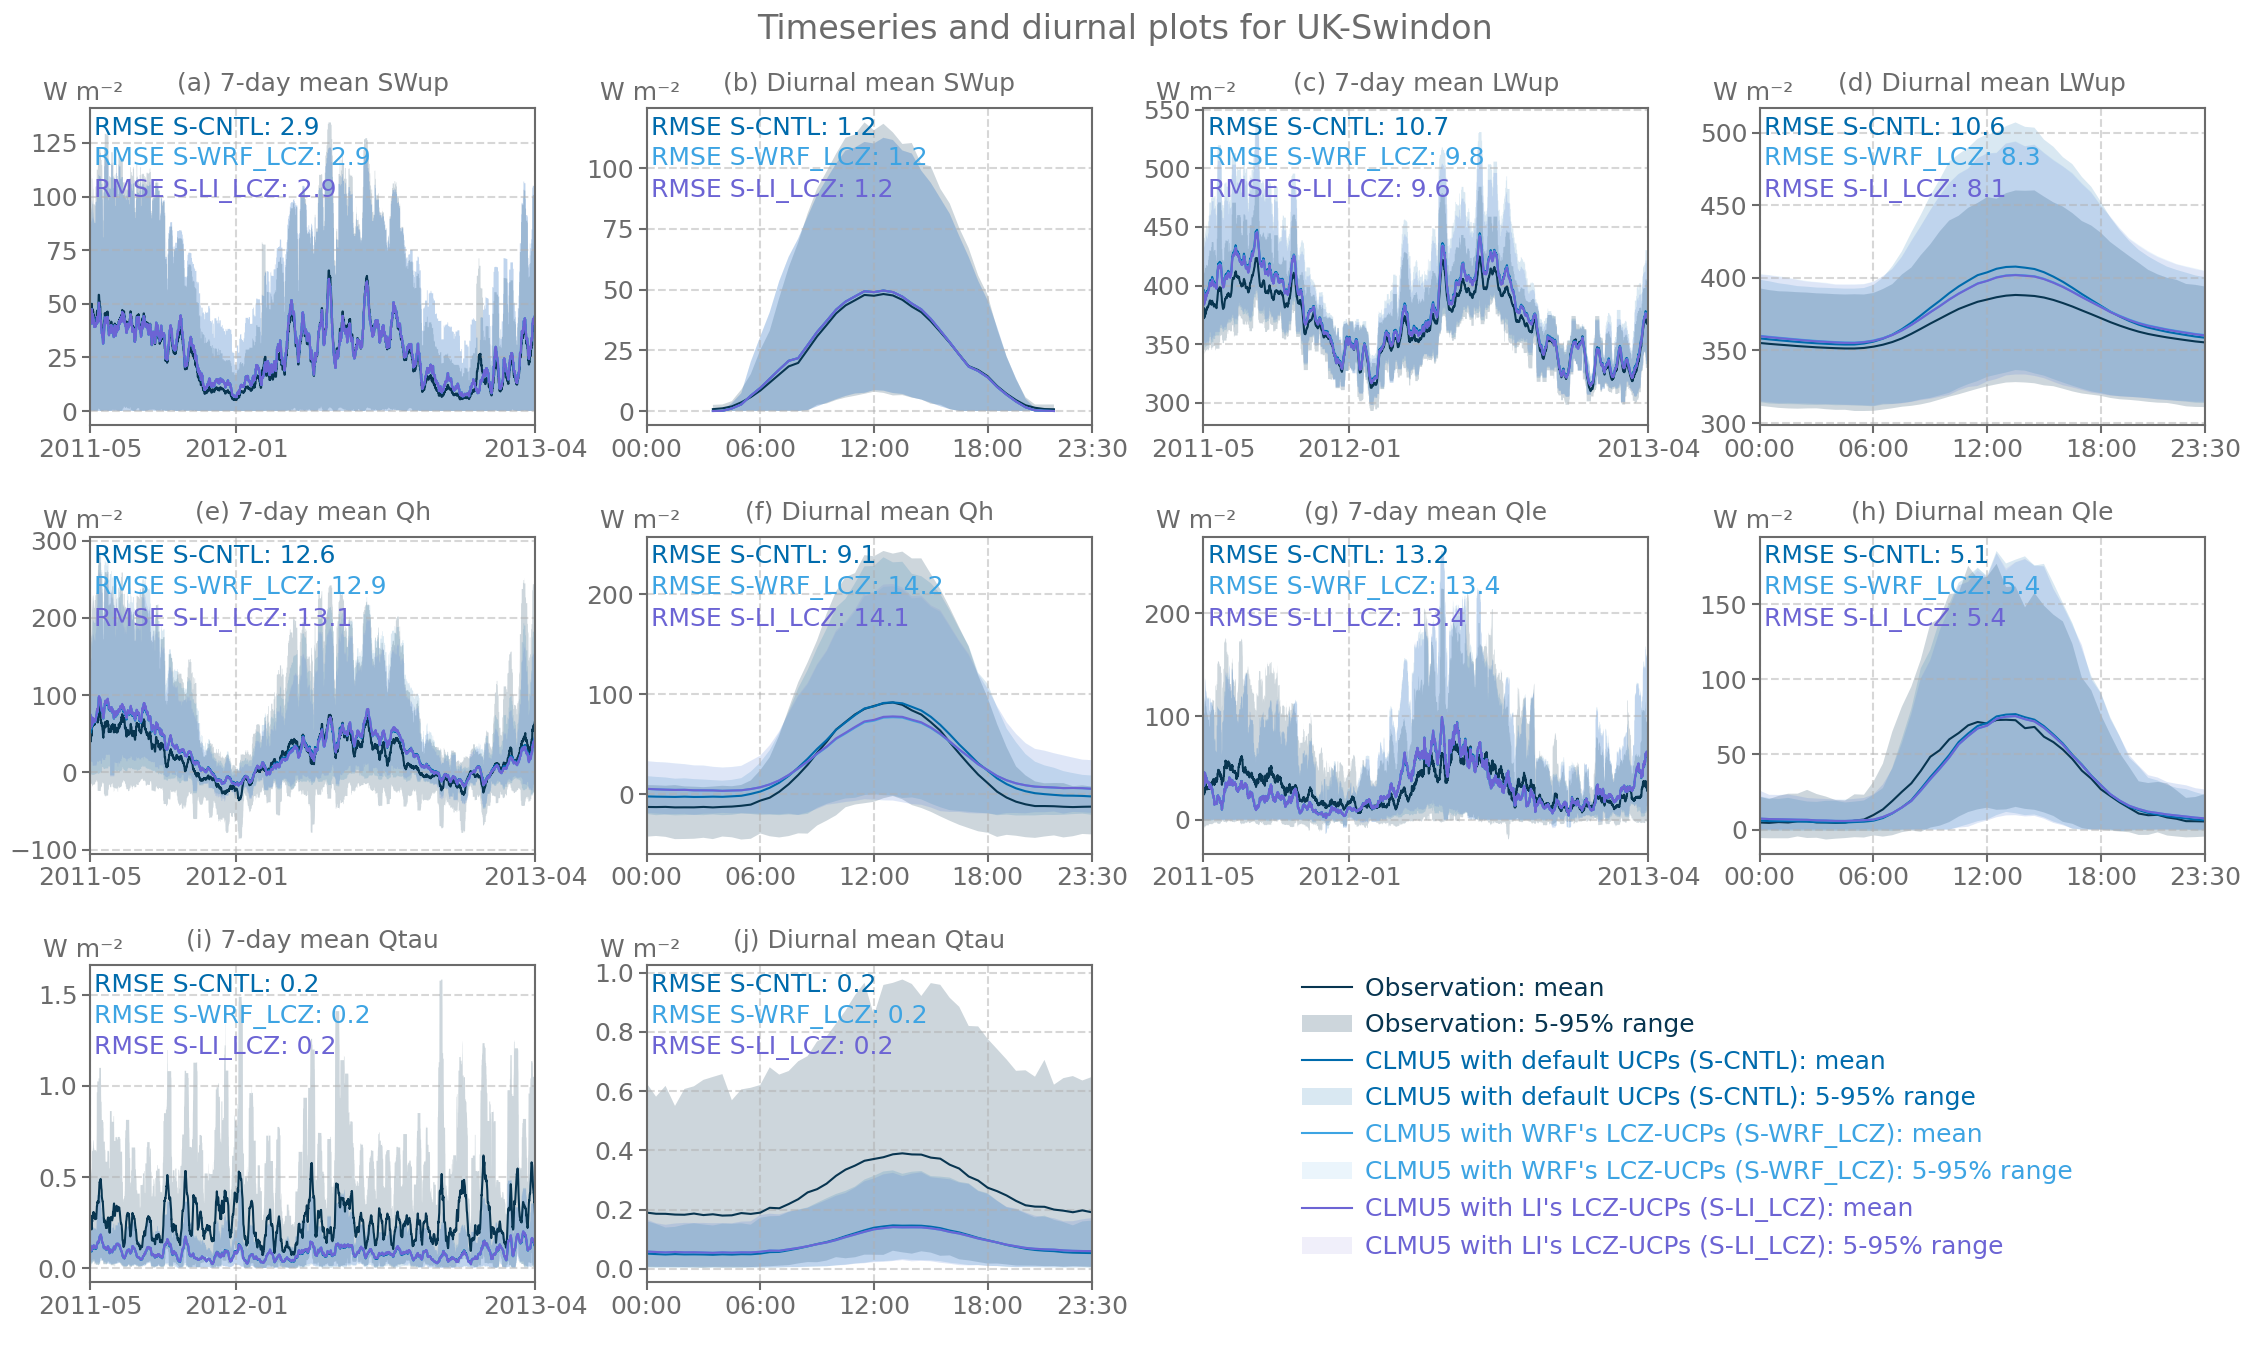 Timeseries and diurnal plots for UK-Swindon
W m⁻²
(a) 7-day mean SWup
RMSE S-CNTL: 2.9
RMSE S-WRF_LCZ: 2.9
RMSE S-LI_LCZ: 2.9
125
100
75
50
25
0
2011-05
2012-01
2013-04
W m⁻²
(b) Diurnal mean SWup
RMSE S-CNTL: 1.2
RMSE S-WRF_LCZ: 1.2
RMSE S-LI_LCZ: 1.2
100
75
50
25
0
00:00
06:00
12:00
18:00
23:30
W m⁻²
(c) 7-day mean LWup
RMSE S-CNTL: 10.7
RMSE S-WRF_LCZ: 9.8
RMSE S-LI_LCZ: 9.6
550
500
450
400
350
300
2011-05
2012-01
2013-04
W m⁻²
(d) Diurnal mean LWup
RMSE S-CNTL: 10.6
RMSE S-WRF_LCZ: 8.3
RMSE S-LI_LCZ: 8.1
500
450
400
350
300
00:00
06:00
12:00
18:00
23:30
W m⁻²
(e) 7-day mean Qh
RMSE S-CNTL: 12.6
RMSE S-WRF_LCZ: 12.9
RMSE S-LI_LCZ: 13.1
300
200
100
0
−100
2011-05
2012-01
2013-04
W m⁻²
(f) Diurnal mean Qh
RMSE S-CNTL: 9.1
RMSE S-WRF_LCZ: 14.2
RMSE S-LI_LCZ: 14.1
200
100
0
00:00
06:00
12:00
18:00
23:30
W m⁻²
(g) 7-day mean Qle
RMSE S-CNTL: 13.2
RMSE S-WRF_LCZ: 13.4
RMSE S-LI_LCZ: 13.4
200
100
0
2011-05
2012-01
2013-04
W m⁻²
(h) Diurnal mean Qle
RMSE S-CNTL: 5.1
RMSE S-WRF_LCZ: 5.4
RMSE S-LI_LCZ: 5.4
150
100
50
0
00:00
06:00
12:00
18:00
23:30
W m⁻²
(i) 7-day mean Qtau
RMSE S-CNTL: 0.2
RMSE S-WRF_LCZ: 0.2
RMSE S-LI_LCZ: 0.2
1.5
1.0
0.5
0.0
2011-05
2012-01
2013-04
W m⁻²
(j) Diurnal mean Qtau
RMSE S-CNTL: 0.2
RMSE S-WRF_LCZ: 0.2
RMSE S-LI_LCZ: 0.2
1.0
0.8
0.6
0.4
0.2
0.0
00:00
06:00
12:00
18:00
23:30
Observation: mean
Observation: 5-95% range
CLMU5 with default UCPs (S-CNTL): mean
CLMU5 with default UCPs (S-CNTL): 5-95% range
CLMU5 with WRF's LCZ-UCPs (S-WRF_LCZ): mean
CLMU5 with WRF's LCZ-UCPs (S-WRF_LCZ): 5-95% range
CLMU5 with LI's LCZ-UCPs (S-LI_LCZ): mean
CLMU5 with LI's LCZ-UCPs (S-LI_LCZ): 5-95% range